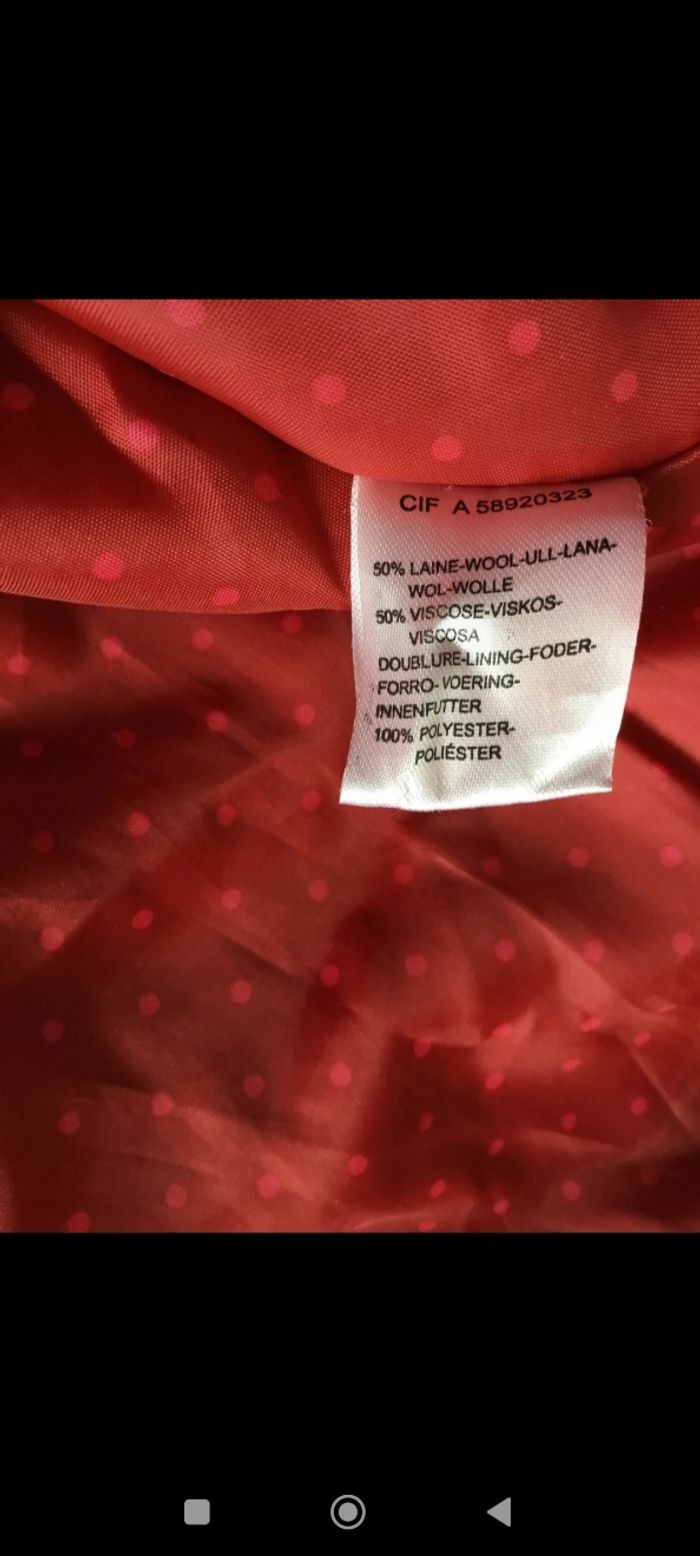 CIF A 58920323
50% LAINE-WOOL-ULL-LANA-
WOL-WOLLE
50% VISCOSE-VISKOS-
VISCOSA
DOUBLURE-LINING-FODER-
FORRO-VOERING-
INNENFUTTER
100% POLYESTER-
POLIÉSTER